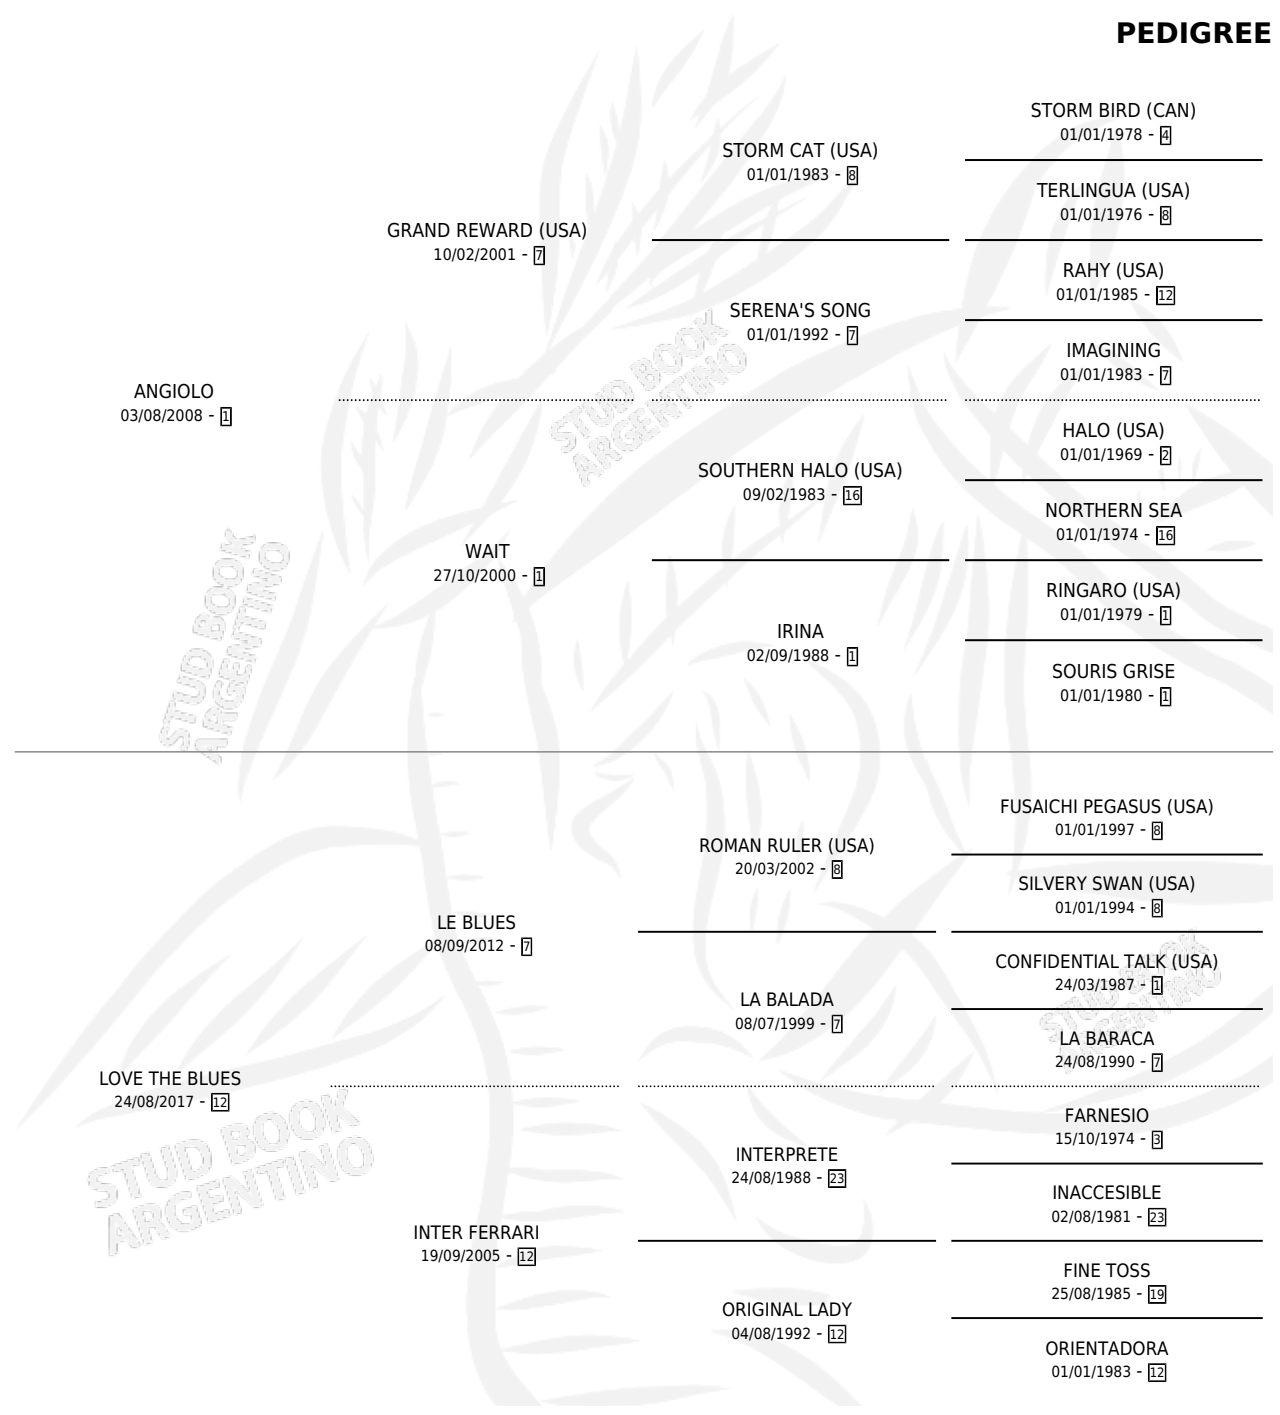 PEDIGREE
STORM BIRD (CAN)
01/01/1978 - 4
STORM CAT (USA)
01/01/1983 - 8
TERLINGUA (USA)
01/01/1976 - 8
GRAND REWARD (USA)
10/02/2001 - 7
RAHY (USA)
01/01/1985 - 12
SERENA'S SONG
01/01/1992 - 7
IMAGINING
01/01/1983 - 7
ANGIOLO
03/08/2008 - 1
STUD BOOK
ARGENTINO
HALO (USA)
01/01/1969 - 2
SOUTHERN HALO (USA)
09/02/1983 - 16
NORTHERN SEA
01/01/1974 - 16
WAIT
27/10/2000 - 1
RINGARO (USA)
01/01/1979 - 1
IRINA
02/09/1988 - 1
SOURIS GRISE
01/01/1980 - 1
STUD BOOK
ARGENTINO
FUSAICHI PEGASUS (USA)
01/01/1997 - 8
ROMAN RULER (USA)
20/03/2002 - 8
SILVERY SWAN (USA)
01/01/1994 - 8
LE BLUES
08/09/2012 - 7
CONFIDENTIAL TALK (USA)
24/03/1987 - 1
LA BALADA
08/07/1999 - 7
STUD BOOK
ARGENTINO
LA BARACA
24/08/1990 - 7
LOVE THE BLUES
24/08/2017 - 12
FARNESIO
15/10/1974 - 3
STUD BOOK
ARGENTINO
INTERPRETE
24/08/1988 - 23
INACCESIBLE
02/08/1981 - 23
INTER FERRARI
19/09/2005 - 12
FINE TOSS
25/08/1985 - 19
ORIGINAL LADY
04/08/1992 - 12
ORIENTADORA
01/01/1983 - 12